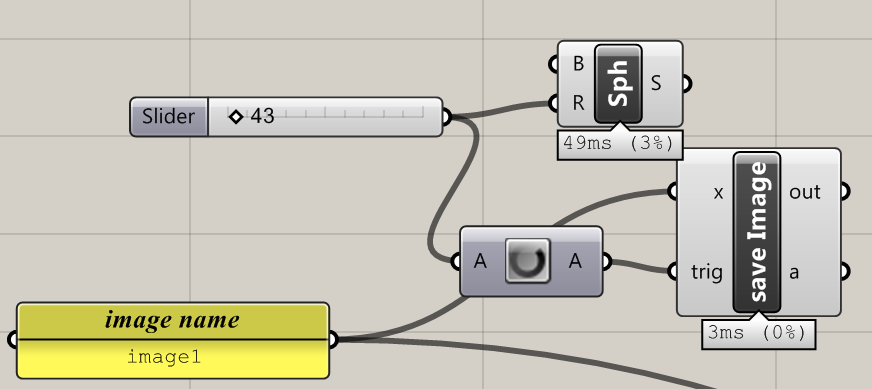 Slider
43
B
R
Sph
S
49ms (3%)
x
trig
save Image
out
a
A
A
3ms (0%)
image name
image1